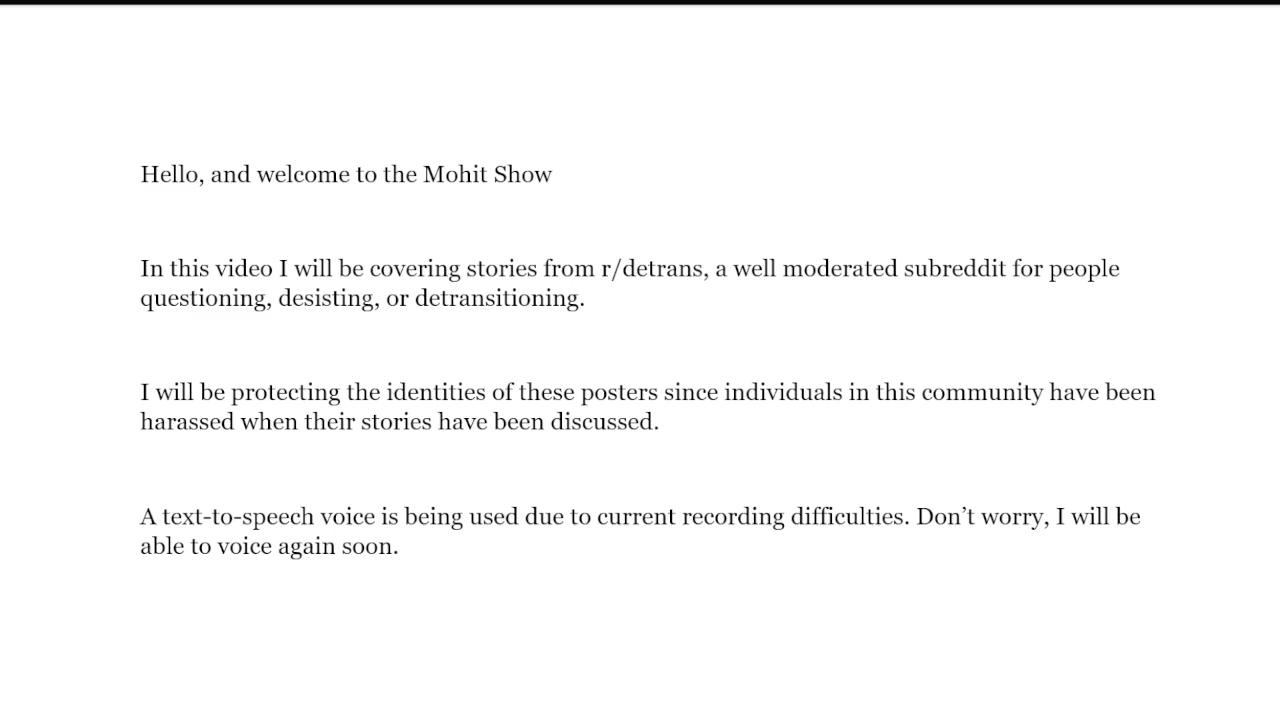 Hello, and welcome to the Mohit Show
In this video I will be covering stories from r/detrans, a well moderated subreddit for people
questioning, desisting, or detransitioning.
I will be protecting the identities of these posters since individuals in this community have been
harassed when their stories have been discussed.
A text-to-speech voice is being used due to current recording difficulties. Don’t worry, I will be
able to voice again soon.